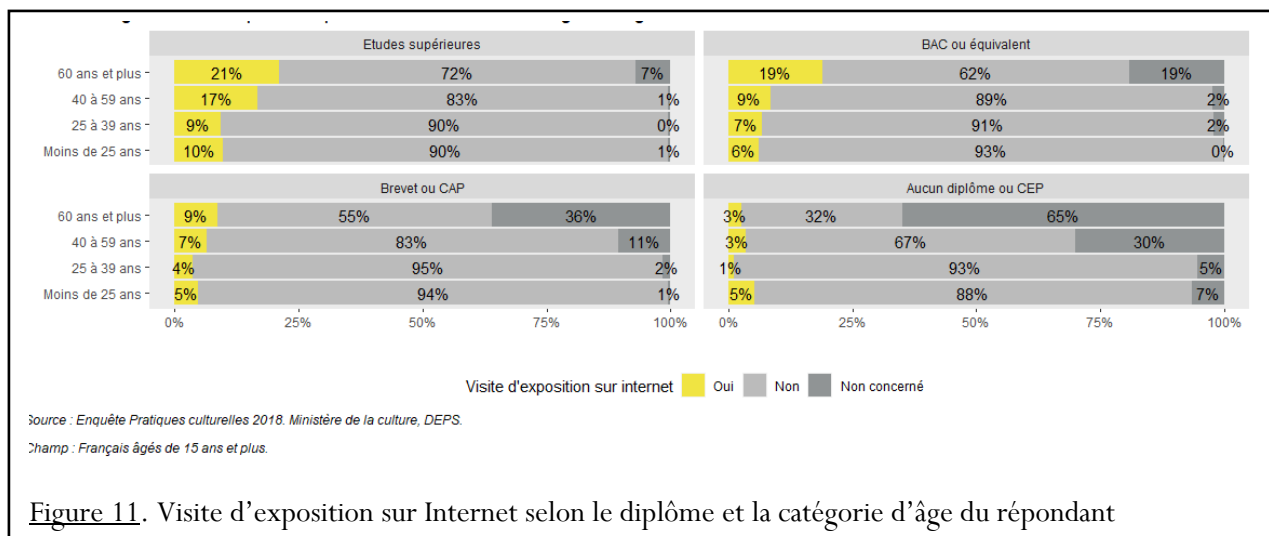 Etudes supérieures
BAC ou équivalent
60 ans et plus
21% 72% 7%
19% 62% 19%
40 à 59 ans
17% 83% 1%
9% 89% 2%
25 à 39 ans
9% 90% 0%
7% 91% 2%
Moins de 25 ans
10% 90% 1%
6% 93% 0%
Brevet ou CAP
Aucun diplôme ou CEP
60 ans et plus
9% 55% 36%
3% 32% 65%
40 à 59 ans
7% 83% 11%
3% 67% 30%
25 à 39 ans
4% 95% 2%
1% 93% 5%
Moins de 25 ans
5% 94% 1%
5% 88% 7%
0% 25% 50% 75% 100%
0% 25% 50% 75% 100%
Visite d'exposition sur internet Oui Non Non concerné
Source : Enquête Pratiques culturelles 2018. Ministère de la culture, DEPS.
Champ : Français âgés de 15 ans et plus.
Figure 11. Visite d'exposition sur Internet selon le diplôme et la catégorie d'âge du répondant